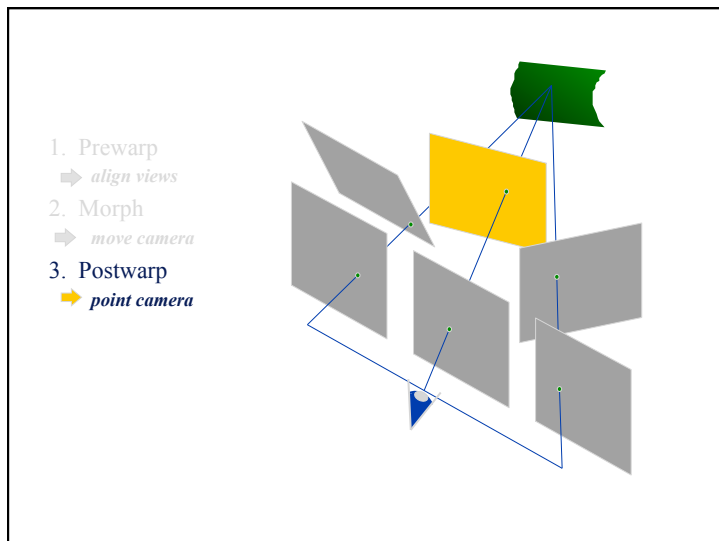 1. Prewarp
align views
2. Morph
move camera
3. Postwarp
point camera